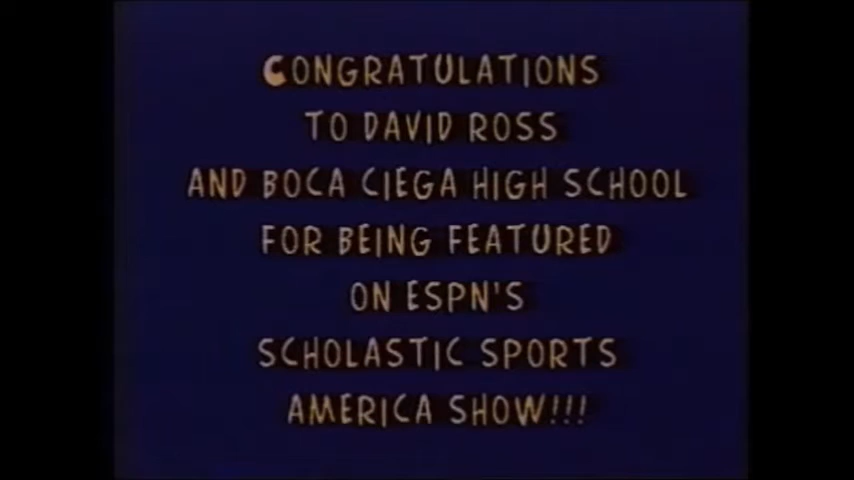 CONGRATULATIONS
TO DAVID ROSS
AND BOCA CIEGA HIGH SCHOOL
FOR BEING FEATURED
ON ESPN'S
SCHOLASTIC SPORTS
AMERICA SHOW!!!